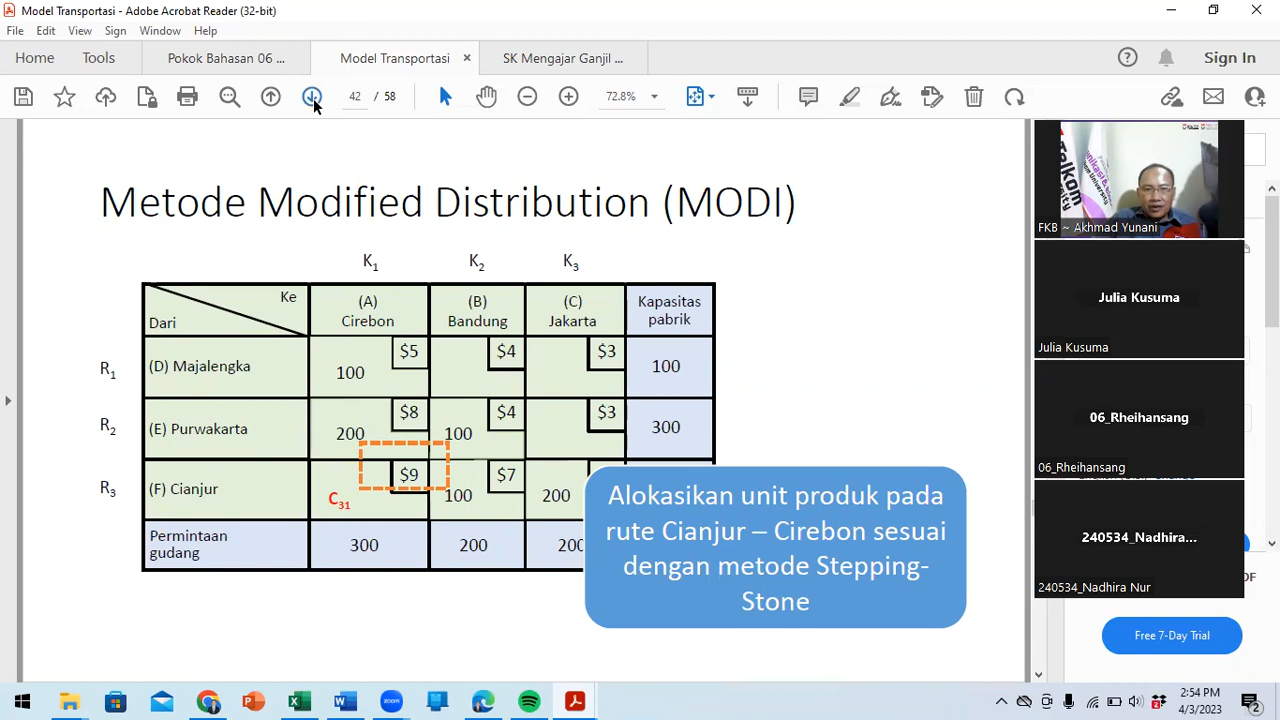 Model Transportasi - Adobe Acrobat Reader (32-bit)
File Edit View Sign Window Help
Home Tools Pokok Bahasan 06 ... Model Transportasi × SK Mengajar Ganjil ... Sign In
42 / 58 72.8%
Metode Modified Distribution (MODI)
K1 K2 K3
Ke
Dari
(A)
Cirebon
(B)
Bandung
(C)
Jakarta
Kapasitas
pabrik
R1 (D) Majalengka 100 $5 $4 $3 100
R2 (E) Purwakarta 200 $8 100 $4 $3 300
R3 (F) Cianjur C31 $9 100 $7 200
Permintaan
gudang
300 200 200
Alokasikan unit produk pada
rute Cianjur – Cirebon sesuai
dengan metode Stepping-
Stone
FKB ~ Akhmad Yunani
Julia Kusuma
Julia Kusuma
06_Rheihansang
06_Rheihansang
240534_Nadhira...
240534_Nadhira Nur
Free 7-Day Trial
2:54 PM
4/3/2023
2